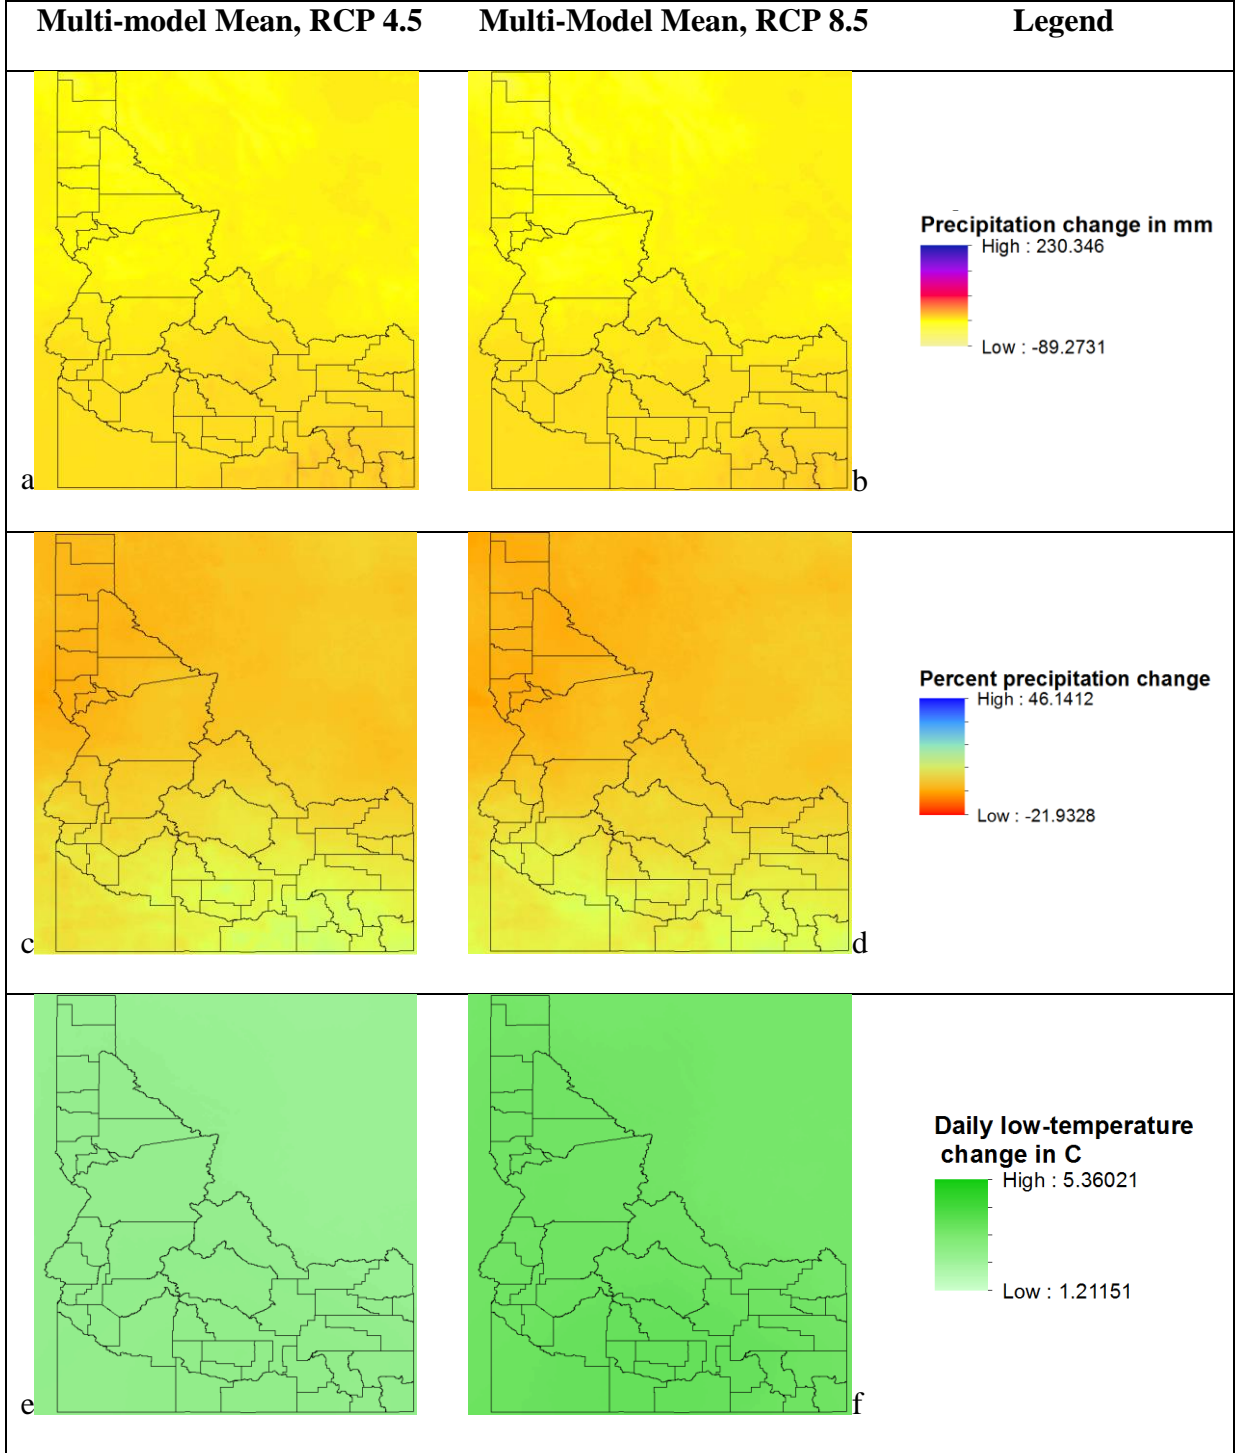 Multi-model Mean, RCP 4.5
Multi-Model Mean, RCP 8.5
Legend
a
b
Precipitation change in mm
High : 230.346
Low : -89.2731
c
d
Percent precipitation change
High : 46.1412
Low : -21.9328
e
f
Daily low-temperature
change in C
High : 5.36021
Low : 1.21151